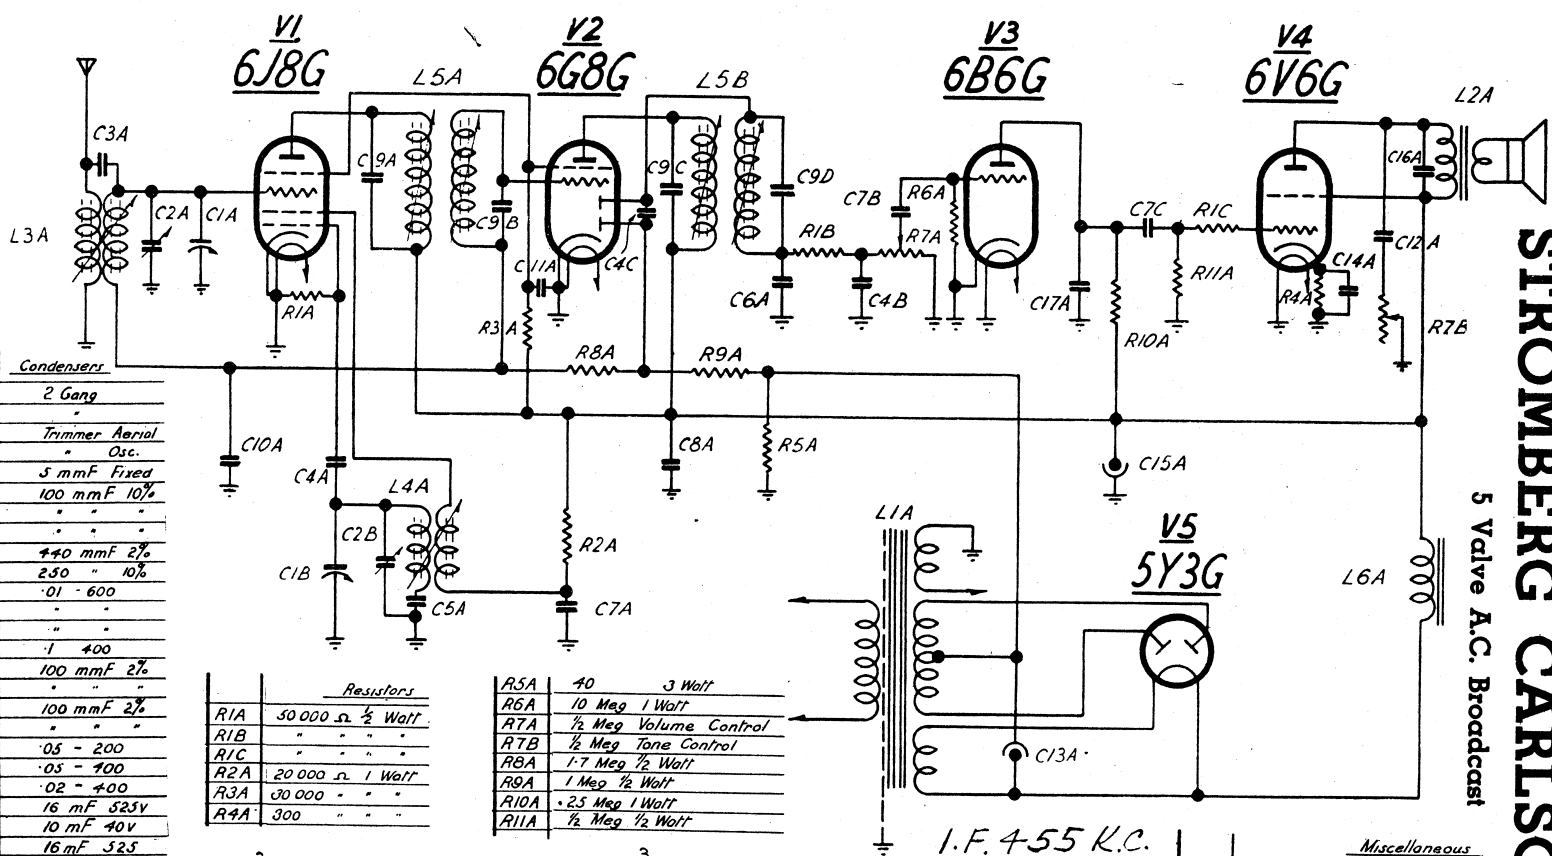 V1
6J8G
V2
6G8G
V3
6B6G
V4
6V6G
L5A
L5B
L2A
C3A
C9A
C9B
C9C
C9D
C16A
L3A
C2A
C1A
R1A
C11A
C4C
R3A
C7B
R6A
R7A
R1B
C6A
C4B
C17A
C7C
R1C
R11A
R10A
C14A
R4A
C12A
R7B
R8A
R9A
C10A
C4A
C8A
R5A
C15A
L4A
C2B
C1B
C5A
R2A
C7A
L1A
V5
5Y3G
L6A
C13A
I.F. 455 K.C.
STROMBERG CARLSO
5 Valve A.C. Broadcast
Condensers
2 Gang
"
Trimmer Aerial
" Osc.
5 mmF Fixed
100 mmF 10%
" " "
" " "
440 mmF 2%
250 " 10%
.01 - 600
" "
" "
.1 400
100 mmF 2%
" " "
100 mmF 2%
" " "
.05 - 200
.05 - 400
.02 - 400
16 mF 525v
10 mF 40v
16 mF 525
Resistors
R1A 50 000 Ω ½ Watt
R1B " " " "
R1C " " " "
R2A 20 000 Ω 1 Watt
R3A 30 000 " " "
R4A 300 " " "
R5A 40 3 Watt
R6A 10 Meg 1 Watt
R7A ½ Meg Volume Control
R7B ½ Meg Tone Control
R8A 1.7 Meg ½ Watt
R9A 1 Meg ½ Watt
R10A .25 Meg 1 Watt
R11A ½ Meg ½ Watt
Miscellaneous